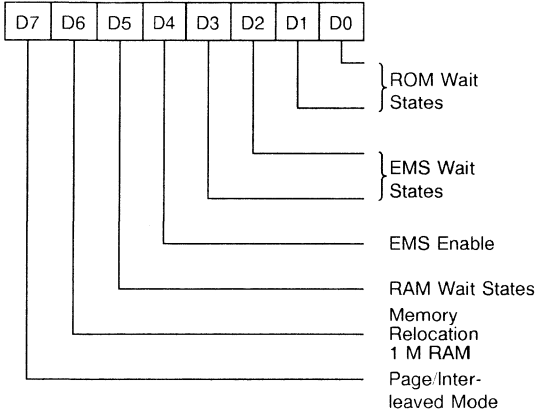 D7 D6 D5 D4 D3 D2 D1 D0
ROM Wait
States
EMS Wait
States
EMS Enable
RAM Wait States
Memory
Relocation
1 M RAM
Page/Inter-
leaved Mode